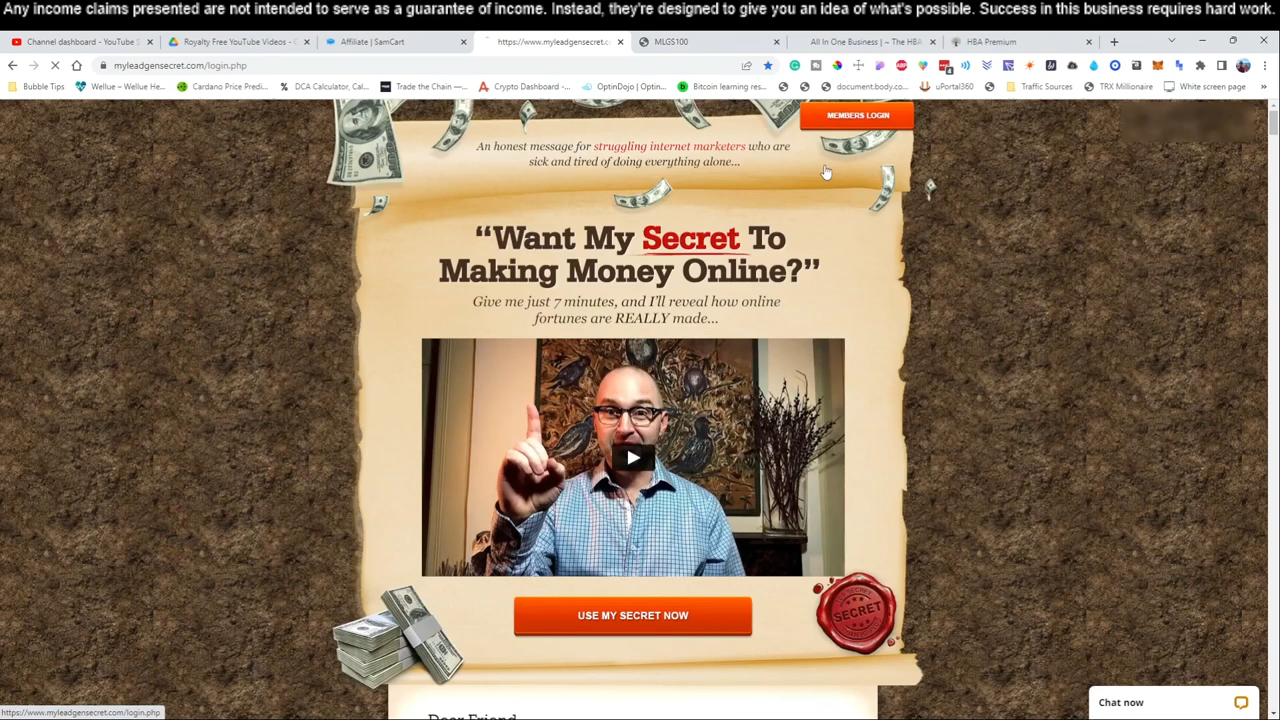 Any income claims presented are not intended to serve as a guarantee of income. Instead, they're designed to give you an idea of what's possible. Success in this business requires hard work.
Channel dashboard - YouTube S
Royalty Free YouTube Videos - G
Affiliate | SamCart
https://www.myleadgensecret.co
MLGS100
All In One Business | ~ The HBA
HBA Premium
myleadgensecret.com/login.php
Bubble Tips
Wellue – Wellue He...
Cardano Price Predi...
DCA Calculator, Cal...
Trade the Chain —...
Crypto Dashboard -...
OptinDojo | Optin...
Bitcoin learning res...
document.body.co...
uPortal360
Traffic Sources
TRX Millionaire
White screen page
MEMBERS LOGIN
An honest message for struggling internet marketers who are
sick and tired of doing everything alone...
“Want My Secret To
Making Money Online?”
Give me just 7 minutes, and I'll reveal how online
fortunes are REALLY made...
USE MY SECRET NOW
SECRET
Dear Friend
Chat now
https://www.myleadgensecret.com/login.php